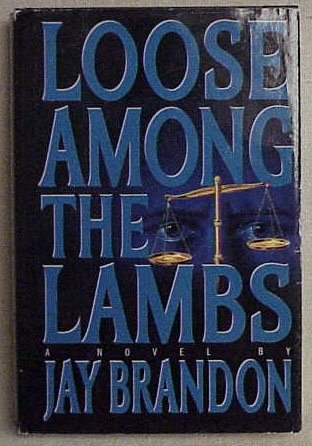 LOOSE
AMONG
THE
LAMBS
A NOVEL BY
JAY BRANDON